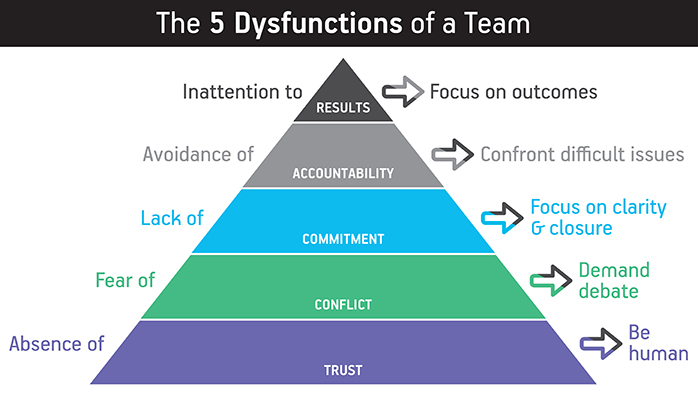 The 5 Dysfunctions of a Team
Inattention to
RESULTS
Focus on outcomes
Avoidance of
ACCOUNTABILITY
Confront difficult issues
Lack of
COMMITMENT
Focus on clarity
& closure
Fear of
CONFLICT
Demand
debate
Absence of
TRUST
Be
human